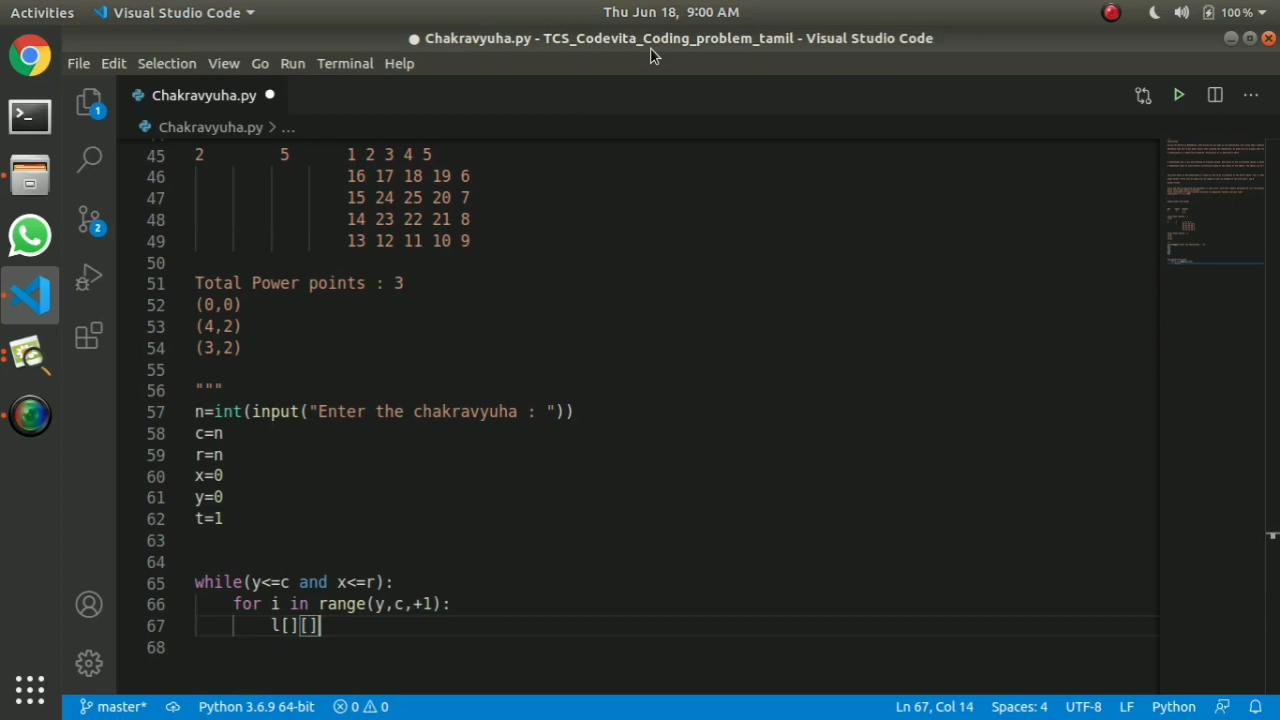 Activities Visual Studio Code Thu Jun 18, 9:00 AM 100%
Chakravyuha.py - TCS_Codevita_Coding_problem_tamil - Visual Studio Code
File Edit Selection View Go Run Terminal Help
1 Chakravyuha.py
Chakravyuha.py > ...
45 2 5 1 2 3 4 5
46 16 17 18 19 6
47 15 24 25 20 7
48 14 23 22 21 8
49 13 12 11 10 9
50
51 Total Power points : 3
52 (0,0)
53 (4,2)
54 (3,2)
55
56 """
57 n=int(input("Enter the chakravyuha : "))
58 c=n
59 r=n
60 x=0
61 y=0
62 t=1
63
64
65 while(y<=c and x<=r):
66 for i in range(y,c,+1):
67 l[][]
68
2
master* Python 3.6.9 64-bit 0 0 Ln 67, Col 14 Spaces: 4 UTF-8 LF Python